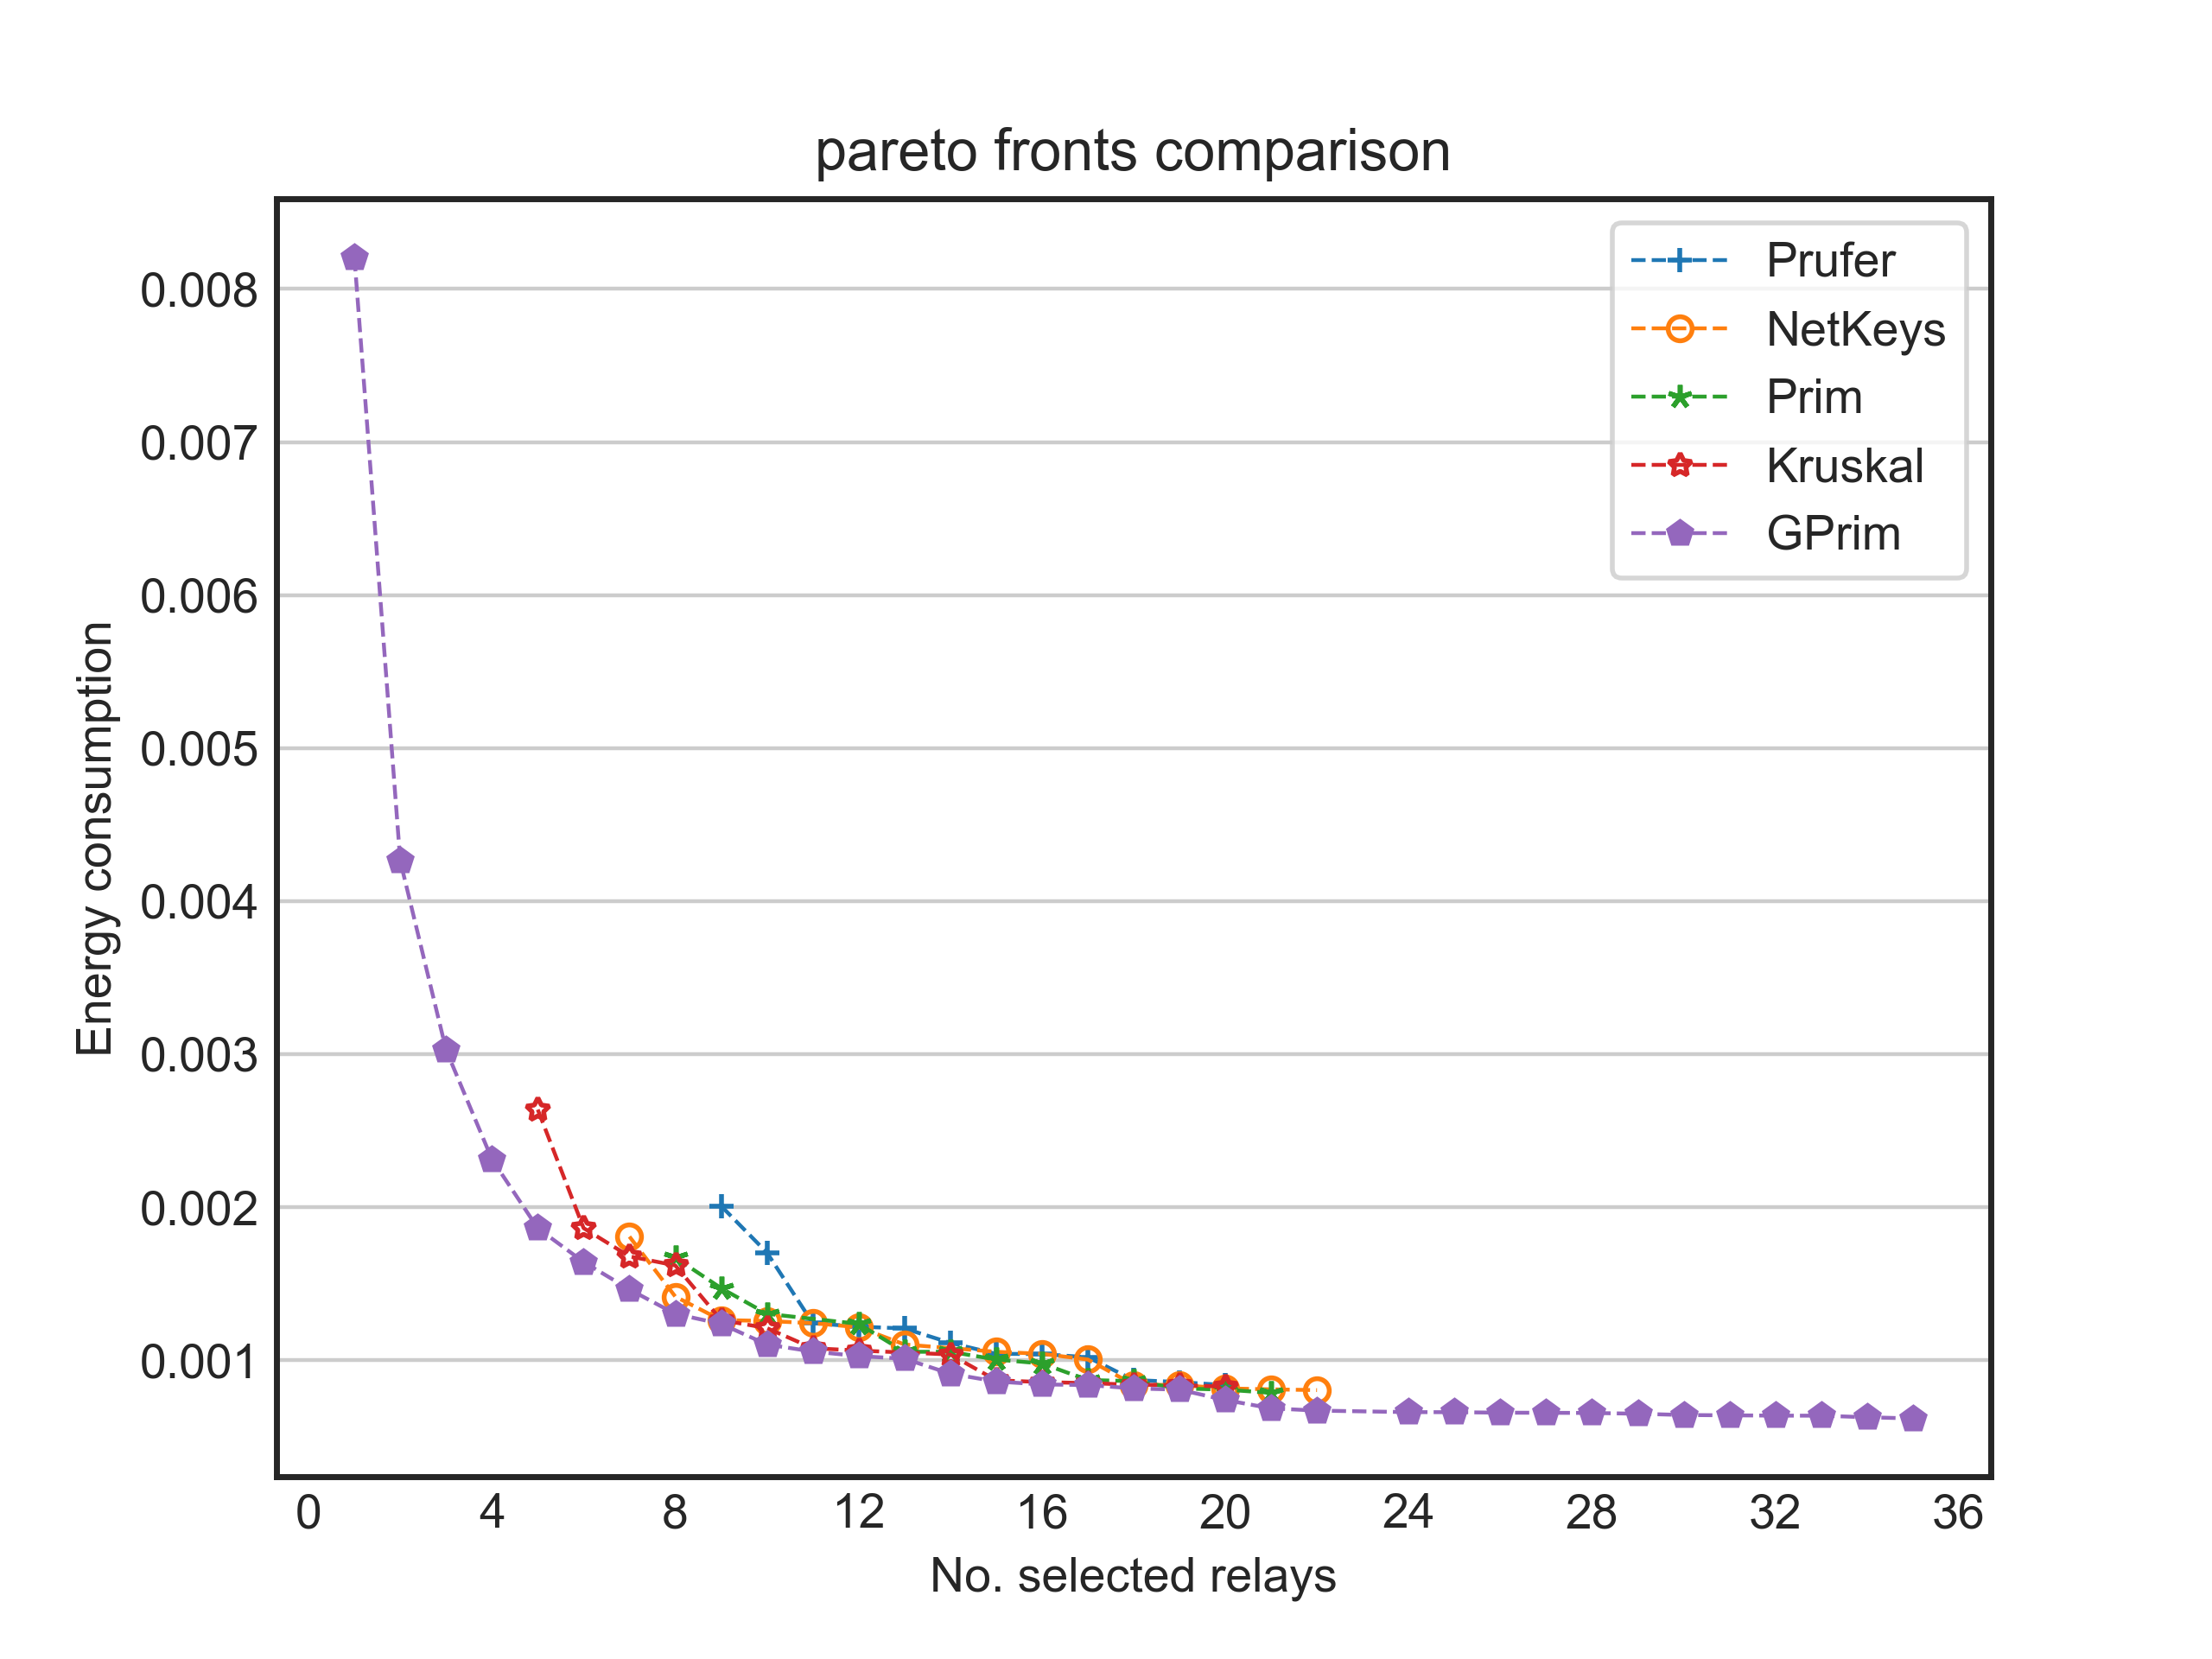 pareto fronts comparison
Prufer
NetKeys
Prim
Kruskal
GPrim
0.008
0.007
0.006
0.005
0.004
0.003
0.002
0.001
Energy consumption
0 4 8 12 16 20 24 28 32 36
No. selected relays